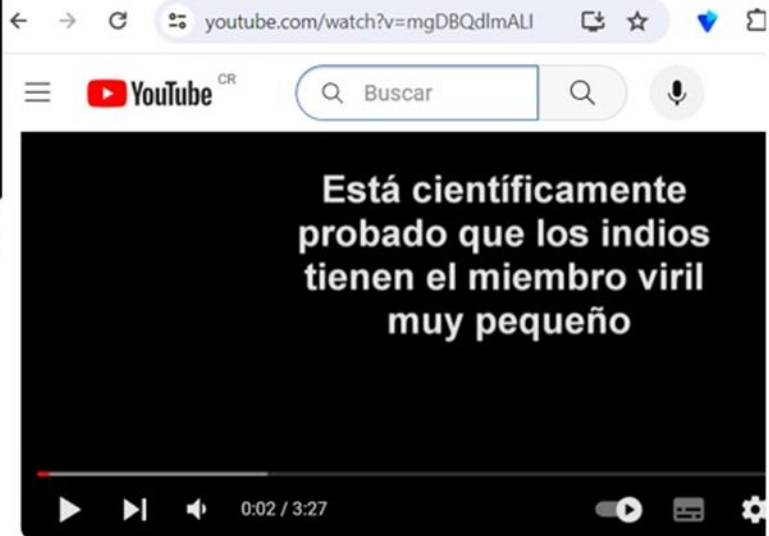 youtube.com/watch?v=mgDBQdlmALI
YouTube CR
Buscar
Está científicamente
probado que los indios
tienen el miembro viril
muy pequeño
0:02 / 3:27